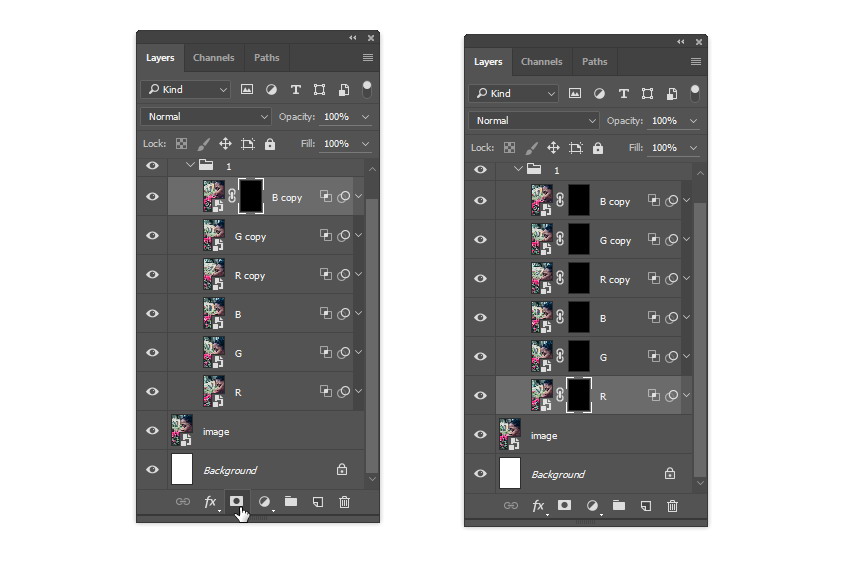 Layers Channels Paths
Kind
Normal Opacity: 100%
Lock: Fill: 100%
1
B copy
G copy
R copy
B
G
R
image
Background
fx
Layers Channels Paths
Kind
Normal Opacity: 100%
Lock: Fill: 100%
1
B copy
G copy
R copy
B
G
R
image
Background
fx